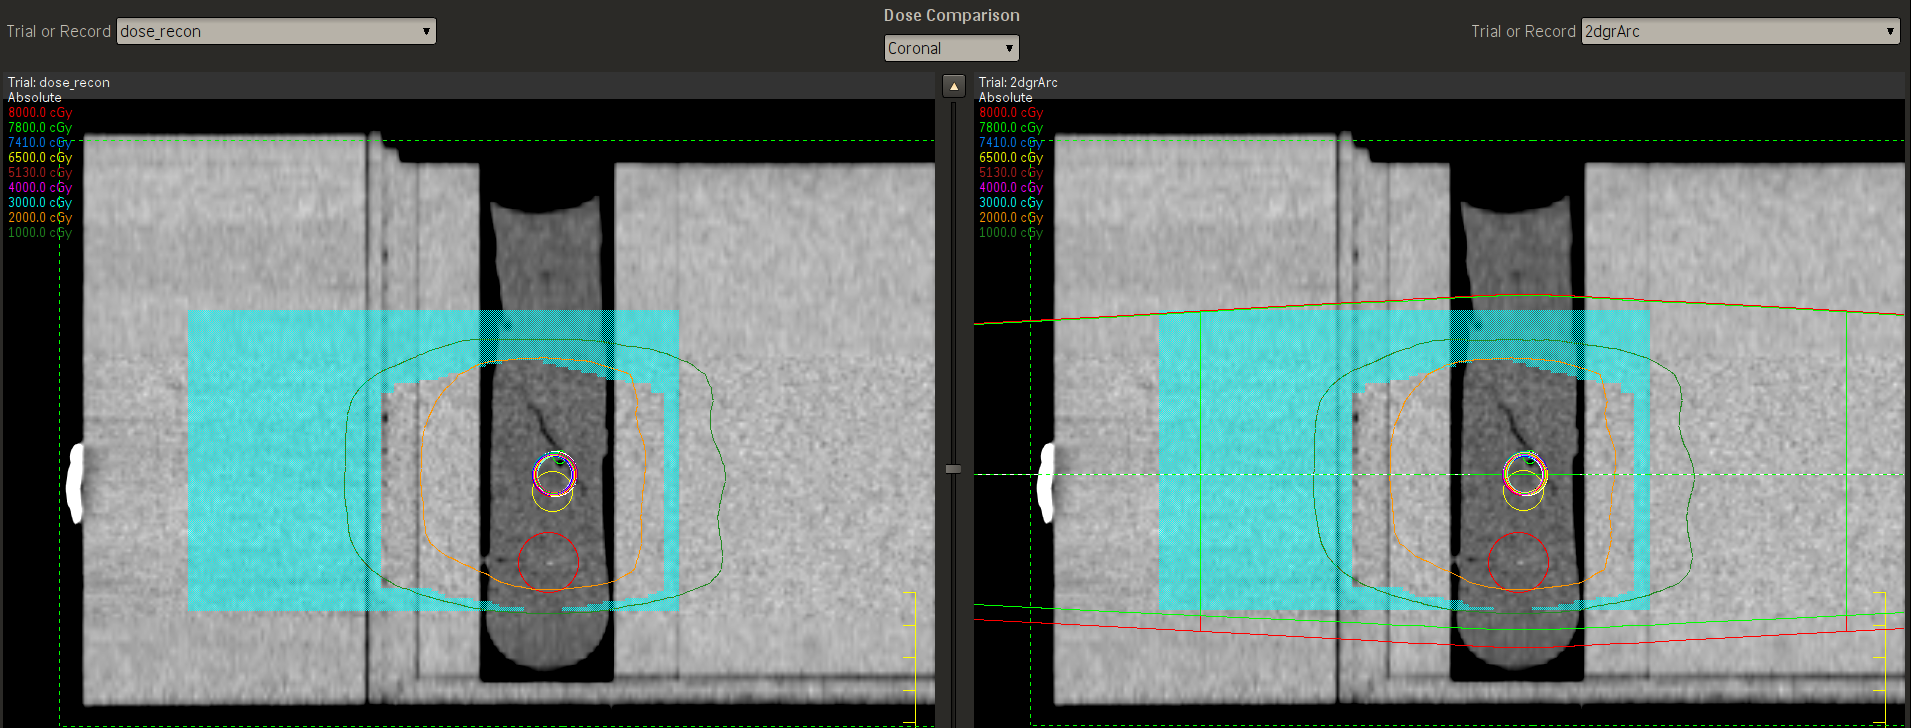 Dose Comparison
Trial or Record dose_recon
Coronal
Trial or Record 2dgrArc
Trial: dose_recon
Absolute
8000.0 cGy
7800.0 cGy
7410.0 cGy
6500.0 cGy
5130.0 cGy
4000.0 cGy
3000.0 cGy
2000.0 cGy
1000.0 cGy
Trial: 2dgrArc
Absolute
8000.0 cGy
7800.0 cGy
7410.0 cGy
6500.0 cGy
5130.0 cGy
4000.0 cGy
3000.0 cGy
2000.0 cGy
1000.0 cGy